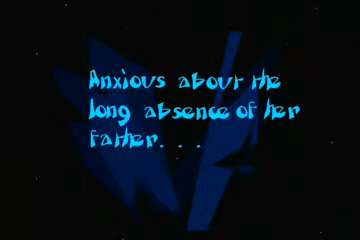 Anxious about the
long absence of her
father. . .